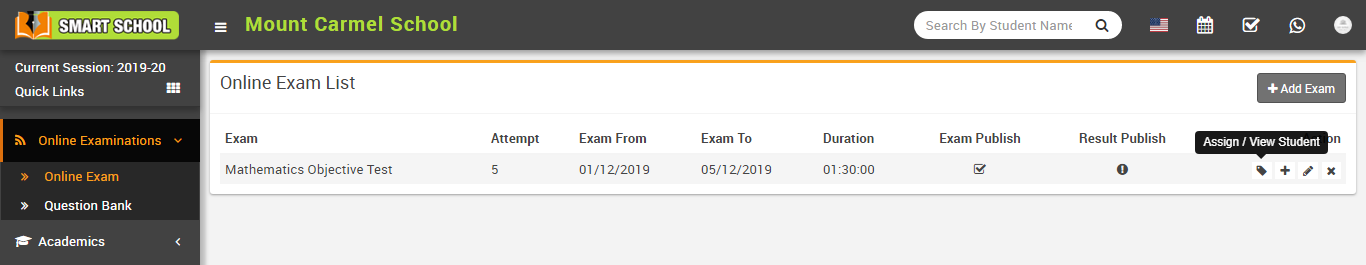 SMART SCHOOL
Mount Carmel School
Search By Student Name
Current Session: 2019-20
Quick Links
Online Examinations
Online Exam
Question Bank
Academics
Online Exam List
Add Exam
Exam Attempt Exam From Exam To Duration Exam Publish Result Publish
Assign / View Student
Mathematics Objective Test 5 01/12/2019 05/12/2019 01:30:00